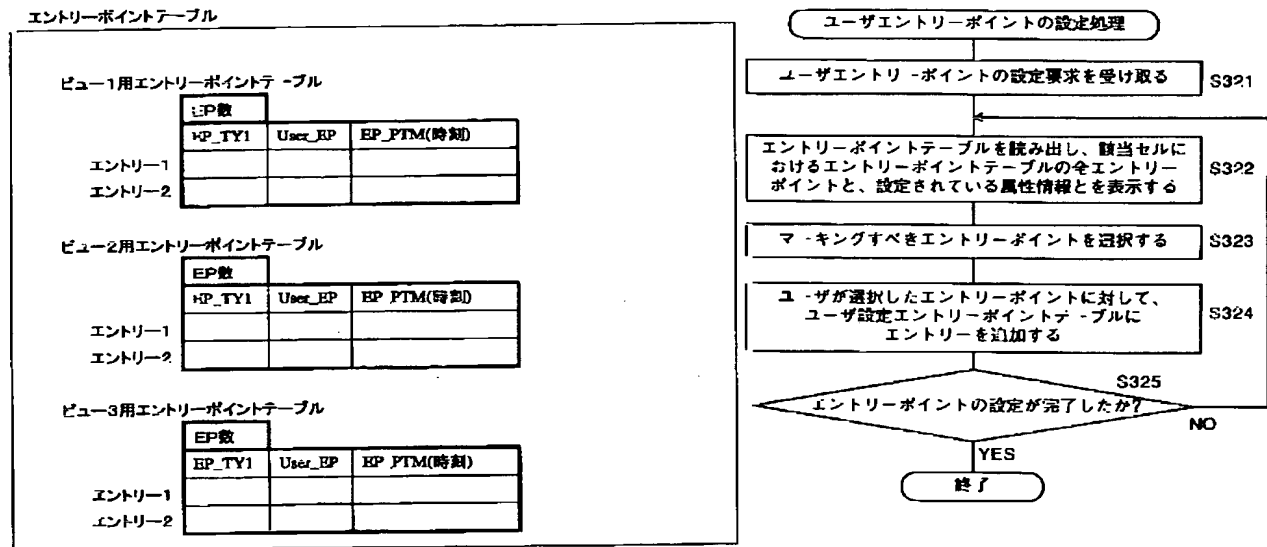 エントリーポイントテーブル
ビュー1用エントリーポイントテーブル
EP数
EP_TY1 User_EP EP_PTM(時刻)
エントリー1
エントリー2
ビュー2用エントリーポイントテーブル
EP数
EP_TY1 User_EP EP_PTM(時刻)
エントリー1
エントリー2
ビュー3用エントリーポイントテーブル
EP数
EP_TY1 User_EP EP_PTM(時刻)
エントリー1
エントリー2
ユーザエントリーポイントの設定処理
ユーザエントリーポイントの設定要求を受け取る
S321
エントリーポイントテーブルを読み出し、該当セルに
おけるエントリーポイントテーブルの全エントリー
ポイントと、設定されている属性情報とを表示する
S322
マーキングすべきエントリーポイントを選択する
S323
ユーザが選択したエントリーポイントに対して、
ユーザ設定エントリーポイントテーブルに
エントリーを追加する
S324
S325
エントリーポイントの設定が完了したか?
NO
YES
終了